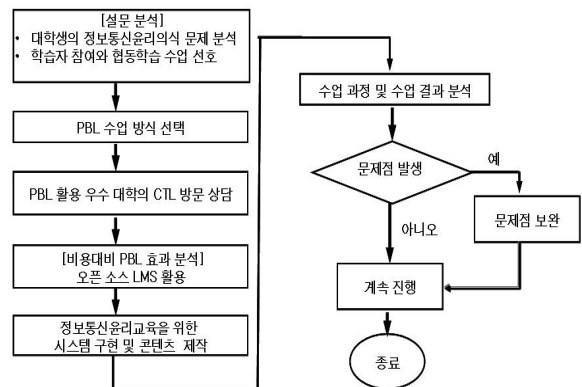 [설문 분석]
• 대학생의 정보통신윤리의식 문제 분석
• 학습자 참여와 협동학습 수업 선호
PBL 수업 방식 선택
PBL 활용 우수 대학의 CTL 방문 상담
[비용대비 PBL 효과 분석]
오픈 소스 LMS 활용
정보통신윤리교육을 위한
시스템 구현 및 콘텐츠 제작
수업 과정 및 수업 결과 분석
문제점 발생
예
아니오
문제점 보완
계속 진행
종료